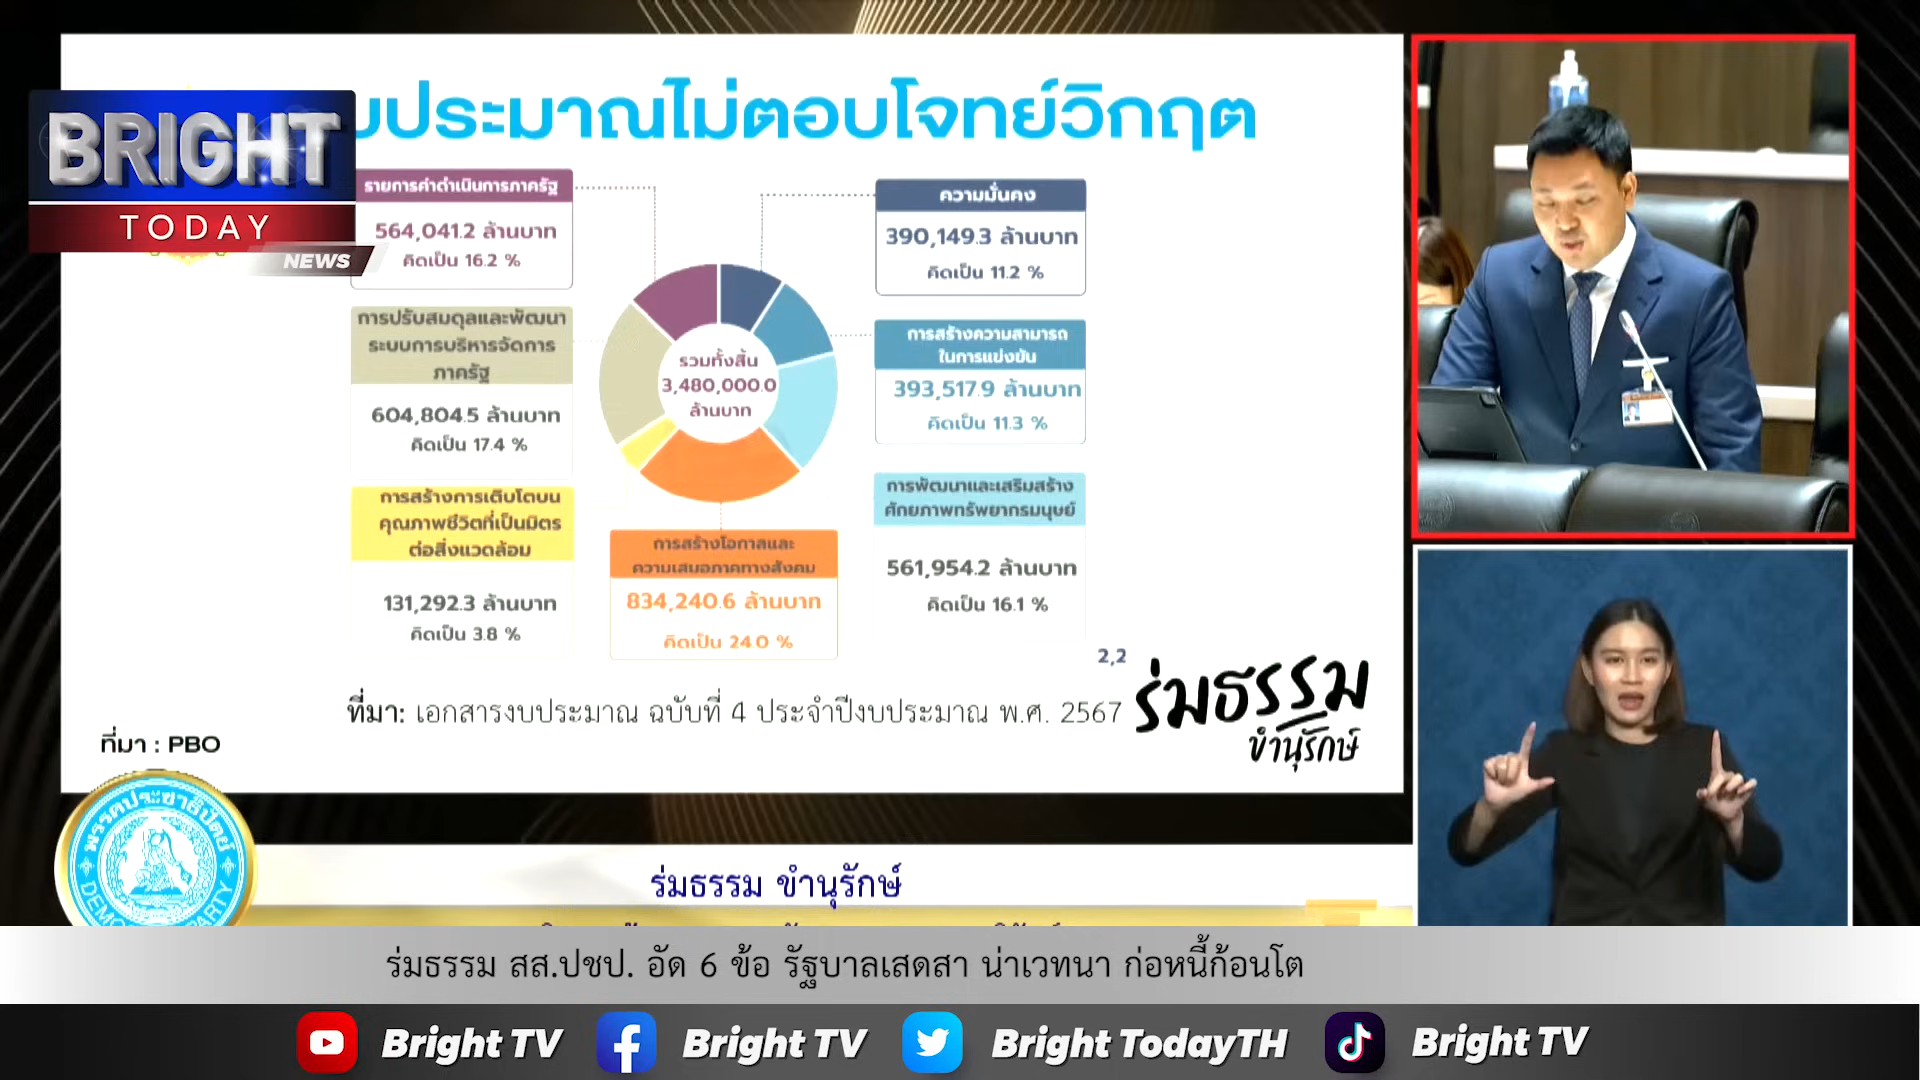 BRIGHT
TODAY
NEWS
บประมาณไม่ตอบโจทย์วิกฤต
รายการค่าดำเนินการภาครัฐ
564,041.2 ล้านบาท
คิดเป็น 16.2 %
ความมั่นคง
390,149.3 ล้านบาท
คิดเป็น 11.2 %
การปรับสมดุลและพัฒนา
ระบบการบริหารจัดการ
ภาครัฐ
604,804.5 ล้านบาท
คิดเป็น 17.4 %
รวมทั้งสิ้น
3,480,000.0
ล้านบาท
การสร้างความสามารถ
ในการแข่งขัน
393,517.9 ล้านบาท
คิดเป็น 11.3 %
การสร้างการเติบโตบน
คุณภาพชีวิตที่เป็นมิตร
ต่อสิ่งแวดล้อม
131,292.3 ล้านบาท
คิดเป็น 3.8 %
การสร้างโอกาสและ
ความเสมอภาคทางสังคม
834,240.6 ล้านบาท
คิดเป็น 24.0 %
การพัฒนาและเสริมสร้าง
ศักยภาพทรัพยากรมนุษย์
561,954.2 ล้านบาท
คิดเป็น 16.1 %
2,2
ที่มา: เอกสารงบประมาณ ฉบับที่ 4 ประจำปีงบประมาณ พ.ศ. 2567
ร่มธรรม
ขำนุรักษ์
ที่มา : PBO
พรรคประชาธิปัตย์
ร่มธรรม ขำนุรักษ์
ร่มธรรม สส.ปชป. อัด 6 ข้อ รัฐบาลเสดสา น่าเวทนา ก่อหนี้ก้อนโต
Bright TV
Bright TV
Bright TodayTH
Bright TV